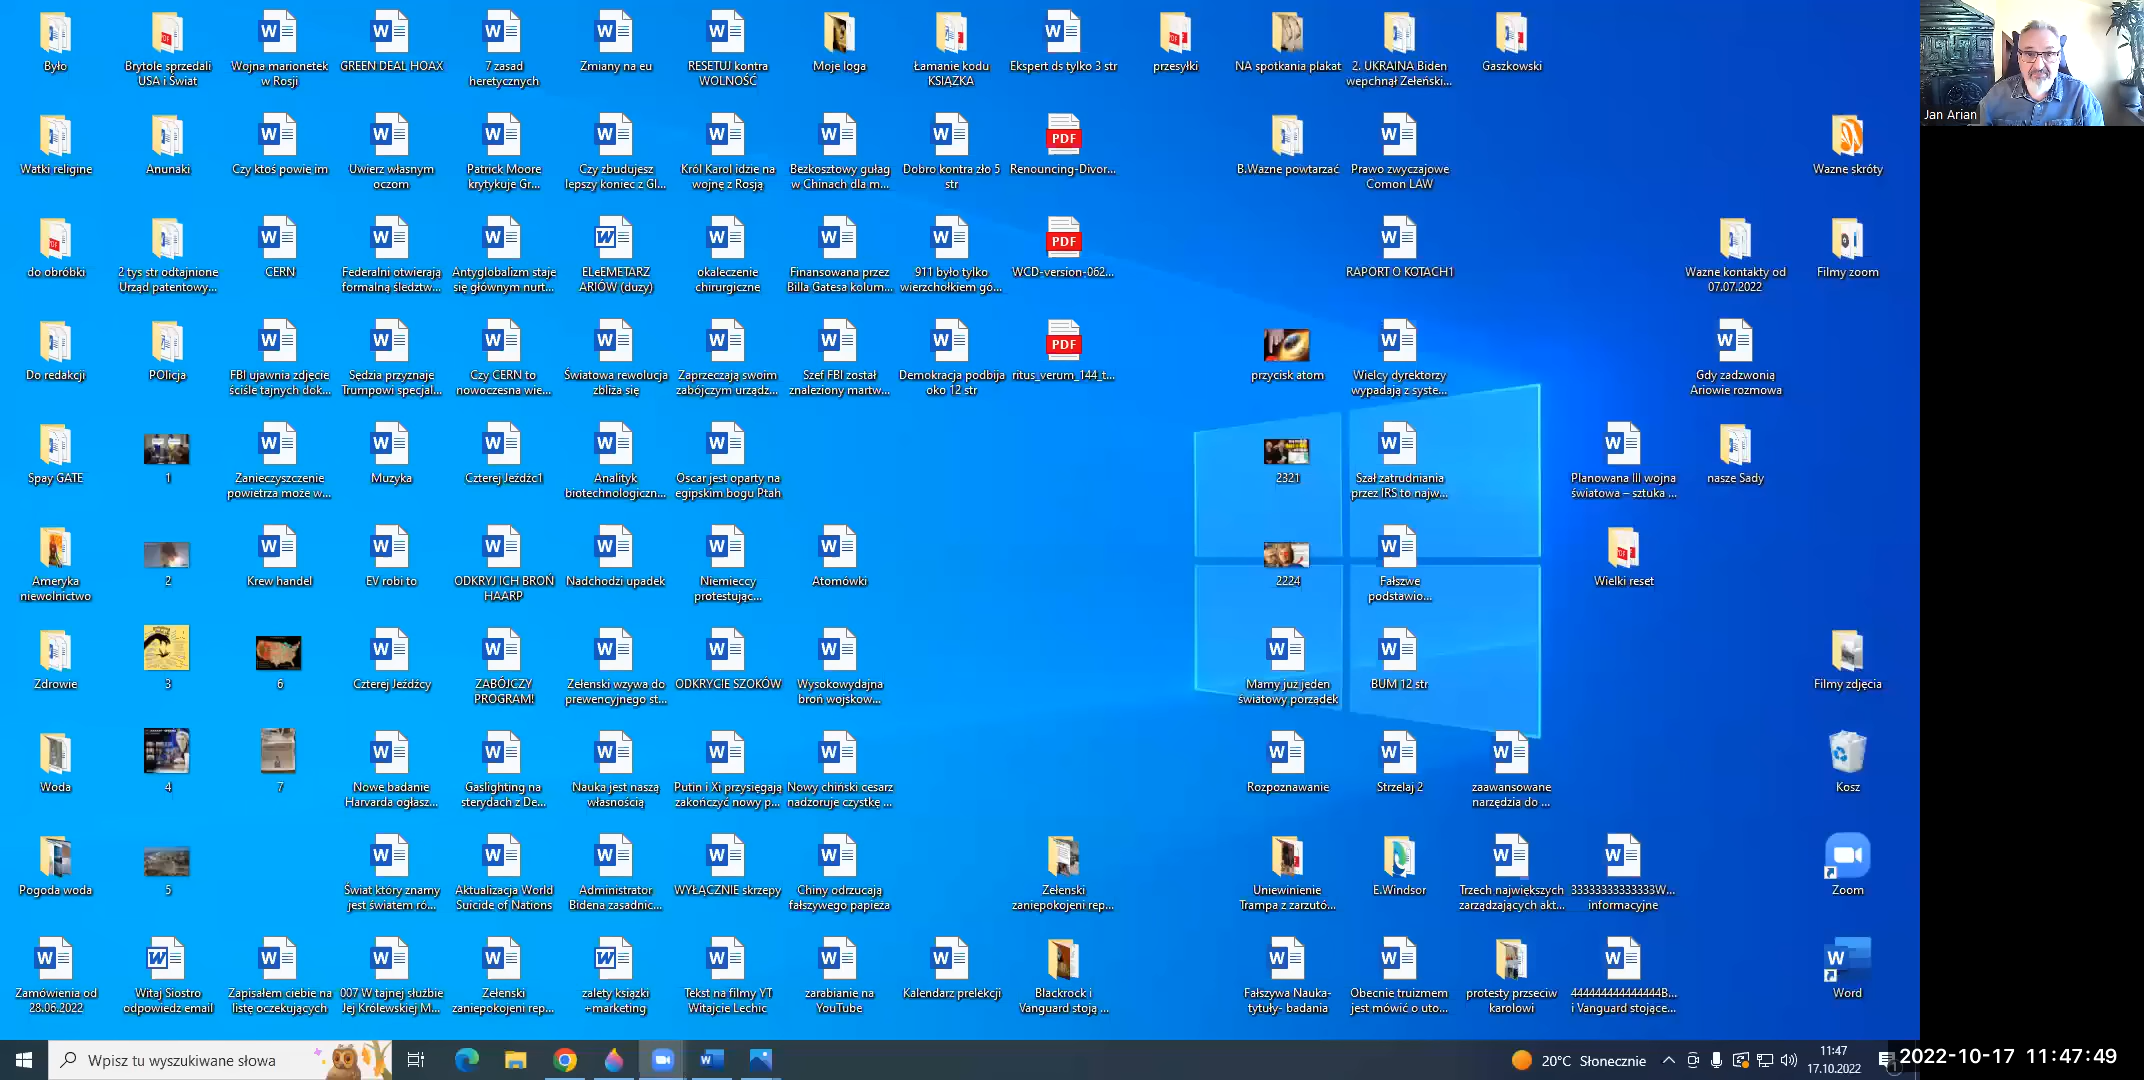 Było
Brytole sprzedali
USA i Świat
Wojna marionetek
w Rosji
GREEN DEAL HOAX
7 zasad
heretycznych
Zmiany na eu
RESETUJ kontra
WOLNOŚĆ
Moje loga
Łamanie kodu
KSIĄŻKA
Ekspert ds tylko 3 str
przesyłki
NA spotkania plakat
2. UKRAINA Biden
wepchnął Zełeński...
Gaszkowski
Jan Arian
Watki religine
Anunaki
Czy ktoś powie im
Uwierz własnym
oczom
Patrick Moore
krytykuje Gr...
Czy zbudujesz
lepszy koniec z Gl...
Król Karol idzie na
wojnę z Rosją
Bezkosztowy gułag
w Chinach dla m...
Dobro kontra zło 5
str
PDF
Renouncing-Divor...
B.Wazne powtarzać
Prawo zwyczajowe
Comon LAW
Wazne skróty
do obróbki
2 tys str odtajnione
Urząd patentowy...
CERN
Federalni otwierają
formalną śledztw...
Antyglobalizm staje
się głównym nurt...
ELeEMETARZ
ARIÓW (duzy)
okaleczenie
chirurgiczne
Finansowana przez
Billa Gatesa kolum...
911 było tylko
wierzchołkiem gó...
PDF
WCD-version-062...
RAPORT O KOTACH1
Wazne kontakty od
07.07.2022
Filmy zoom
Do redakcji
POlicja
FBI ujawnia zdjęcie
ściśle tajnych dok...
Sędzia przyznaje
Trumpowi specjal...
Czy CERN to
nowoczesna wie...
Światowa rewolucja
zbliża się
Zaprzeczają swoim
zabójczym urządz...
Szef FBI został
znaleziony martw...
Demokracja podbija
oko 12 str
PDF
ritus_verum_144_t...
przycisk atom
Wielcy dyrektorzy
wypadają z syste...
Gdy zadzwonią
Ariowie rozmowa
Spay GATE
1
Zanieczyszczenie
powietrza może w...
Muzyka
Czterej Jeźdźc1
Analityk
biotechnologiczn...
Oscar jest oparty na
egipskim bogu Ptah
2321
Szał zatrudniania
przez IRS to najw...
Planowana III wojna
światowa – sztuka ...
nasze Sądy
Ameryka
niewolnictwo
2
Krew handel
EV robi to
ODKRYJ ICH BROŃ
HAARP
Nadchodzi upadek
Niemieccy
protestując...
Atomówki
2224
Fałszwe
podstawio...
Wielki reset
Zdrowie
3
6
Czterej Jeźdźcy
ZABÓJCZY
PROGRAM!
Zełenski wzywa do
prewencyjnego st...
ODKRYCIE SZOKÓW
Wysokowydajna
broń wojskow...
Mamy już jeden
światowy porządek
BUM 12 str
Filmy zdjęcia
Woda
4
7
Nowe badanie
Harvarda ogłasz...
Gaslighting na
sterydach z De...
Nauka jest naszą
własnością
Putin i Xi przysięgają
zakończyć nowy p...
Nowy chiński cesarz
nadzoruje czystkę ...
Rozpoznawanie
Strzelaj 2
zaawansowane
narzędzia do ...
Kosz
Pogoda woda
5
Świat który znamy
jest światem ró...
Aktualizacja World
Suicide of Nations
Administrator
Bidena zasadnic...
WYŁĄCZNIE skrzepy
Chiny odrzucają
fałszywego papieża
Zełenski
zaniepokojeni rep...
Uniewinienie
Trampa z zarzutó...
E.Windsor
Trzech największych
zarządzających akt...
33333333333333W...
informacyjne
Zoom
Zamówienia od
28.06.2022
Witaj Siostro
odpowiedź email
Zapisałem ciebie na
listę oczekujących
007 W tajnej służbie
Jej Królewskiej M...
Zełenski
zaniepokojeni rep...
zalety ksiązki
+marketing
Tekst na filmy YT
Witajcie Lechic
zarabianie na
YouTube
Kalendarz prelekcji
Blackrock i
Vanguard stoją ...
Fałszywa Nauka-
tytuły- badania
Obecnie truizmem
jest mówić o uto...
protesty przseciw
karolowi
444444444444444B...
i Vanguard stojące...
Word
Wpisz tu wyszukiwane słowa
20°C Słonecznie
11:47
17.10.2022
1
2022-10-17 11:47:49